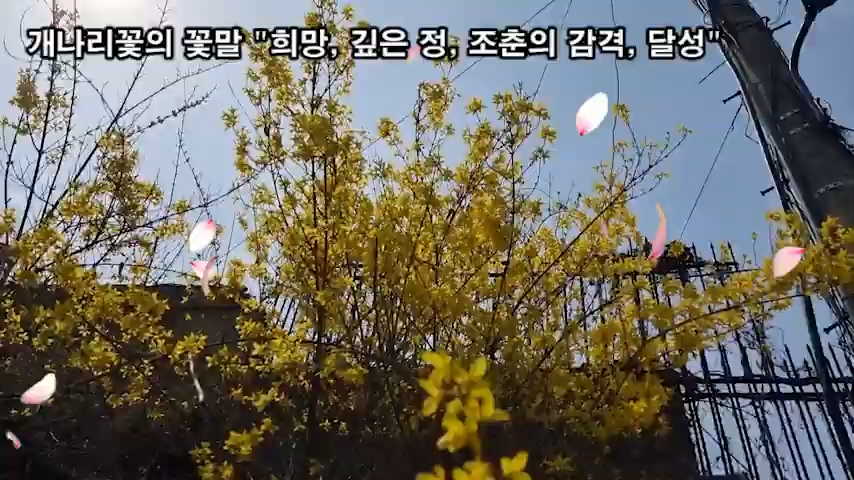 개나리꽃의 꽃말 "희망, 깊은 정, 조춘의 감격, 달성"